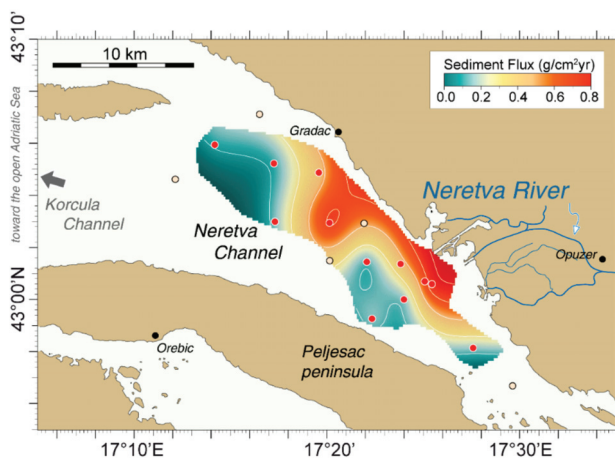 43°10'
10 km
Sediment Flux (g/cm²yr)
0.0 0.2 0.4 0.6 0.8
Gradac
toward the open Adriatic Sea
Korcula
Channel
Neretva River
Neretva
Channel
Opuzer
43°00'N
Orebic
Peljesac
peninsula
17°10'E
17°20'
17°30'E